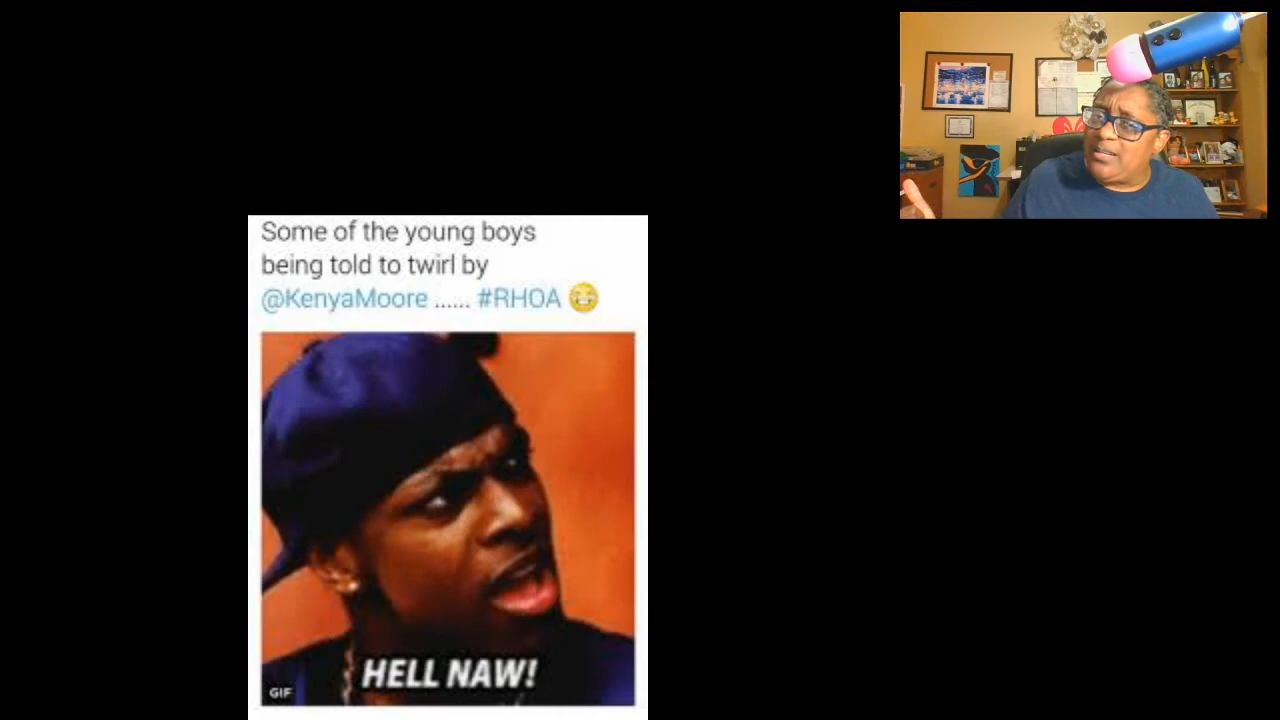 Some of the young boys
being told to twirl by
@KenyaMoore ...... #RHOA 😁
HELL NAW!
GIF